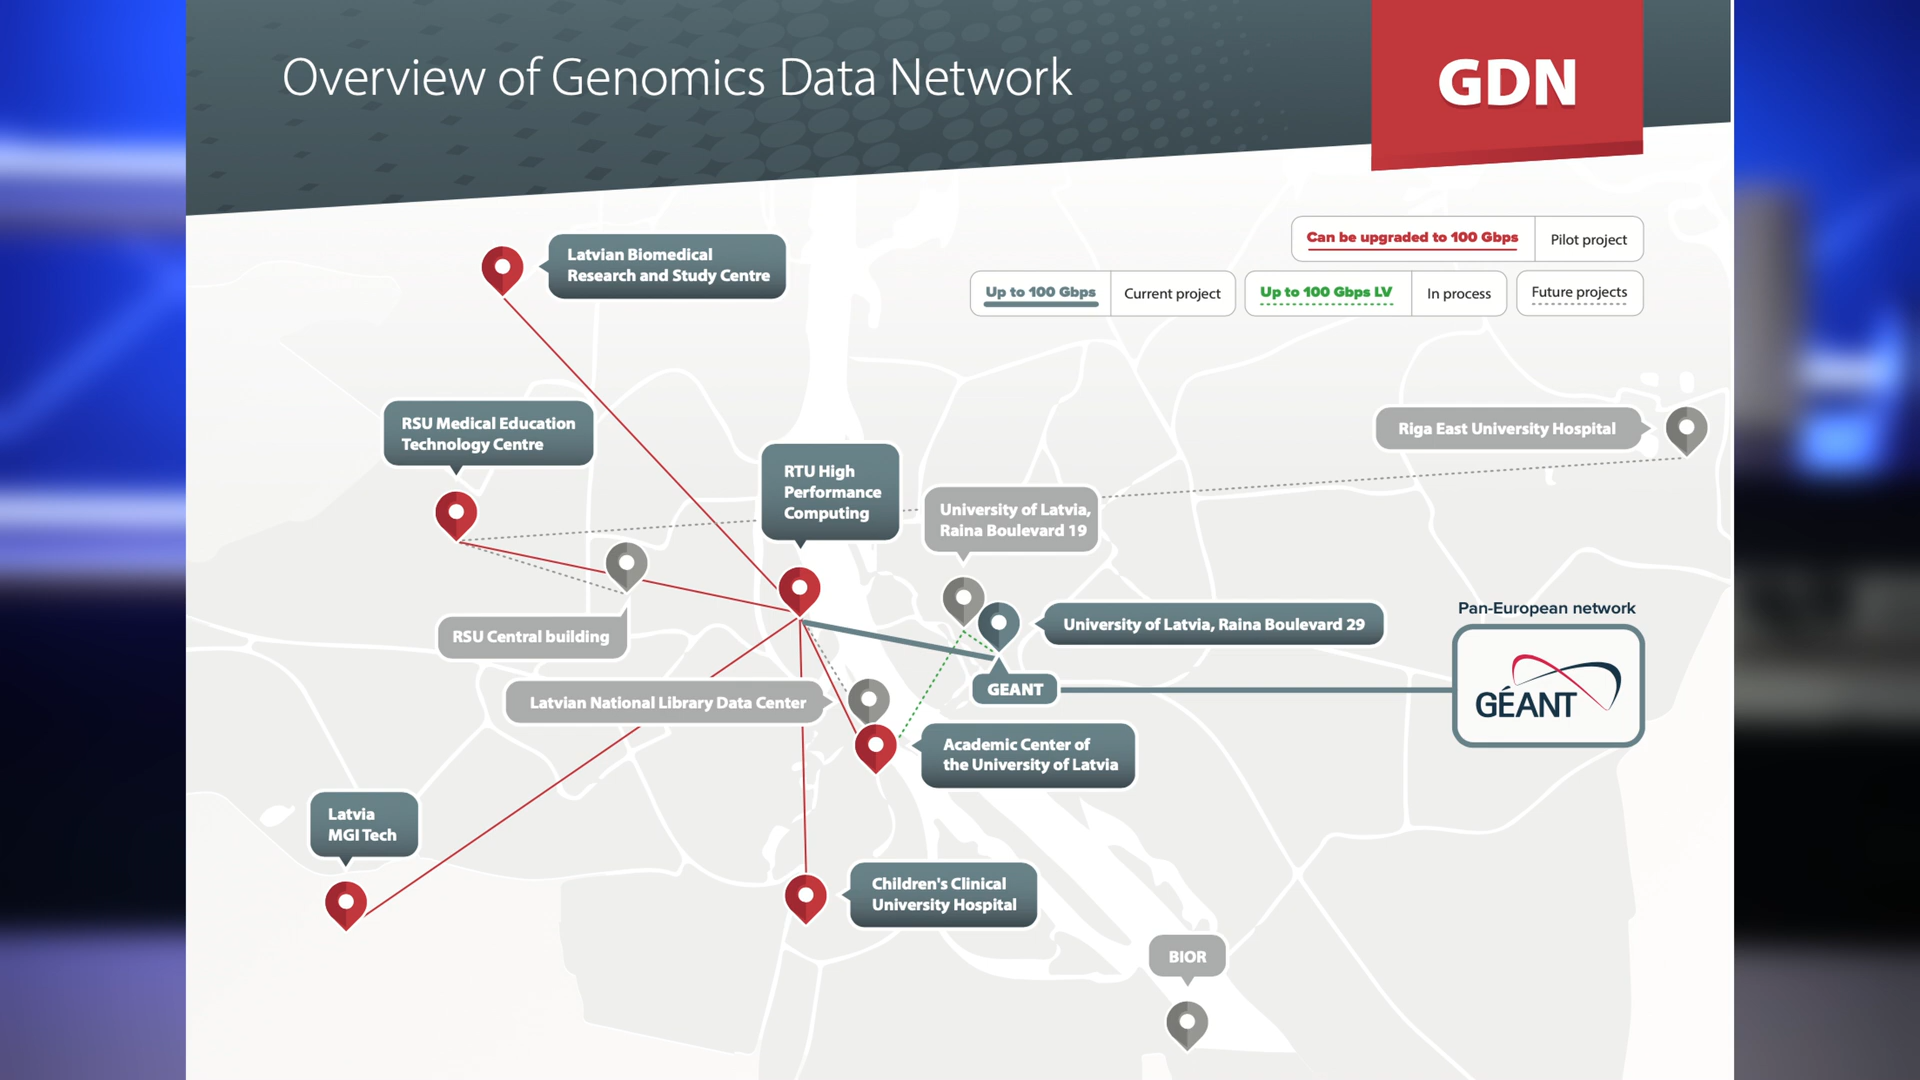 Overview of Genomics Data Network
GDN
Can be upgraded to 100 Gbps
Pilot project
Up to 100 Gbps
Current project
Up to 100 Gbps LV
In process
Future projects
Latvian Biomedical
Research and Study Centre
RSU Medical Education
Technology Centre
Riga East University Hospital
RTU High
Performance
Computing
University of Latvia,
Raina Boulevard 19
RSU Central building
University of Latvia, Raina Boulevard 29
Pan-European network
GÉANT
GEANT
Latvian National Library Data Center
Academic Center of
the University of Latvia
Latvia
MGI Tech
Children's Clinical
University Hospital
BIOR